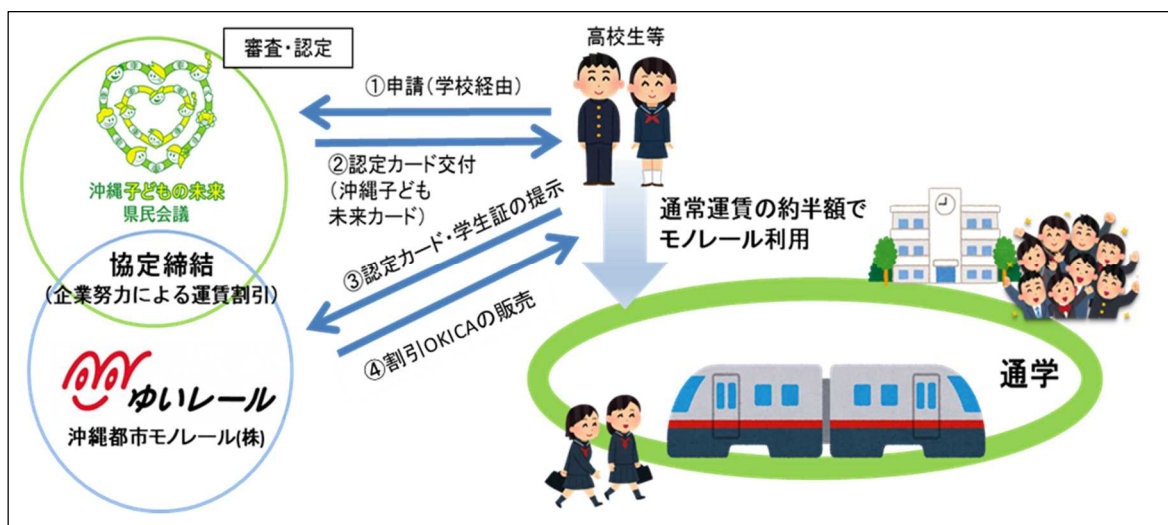 審査・認定
高校生等
①申請(学校経由)
②認定カード交付
(沖縄子ども
未来カード)
沖縄子どもの未来
県民会議
③認定カード・学生証の提示
④割引OKICAの販売
協定締結
(企業努力による運賃割引)
ゆいレール
沖縄都市モノレール(株)
通常運賃の約半額で
モノレール利用
通学